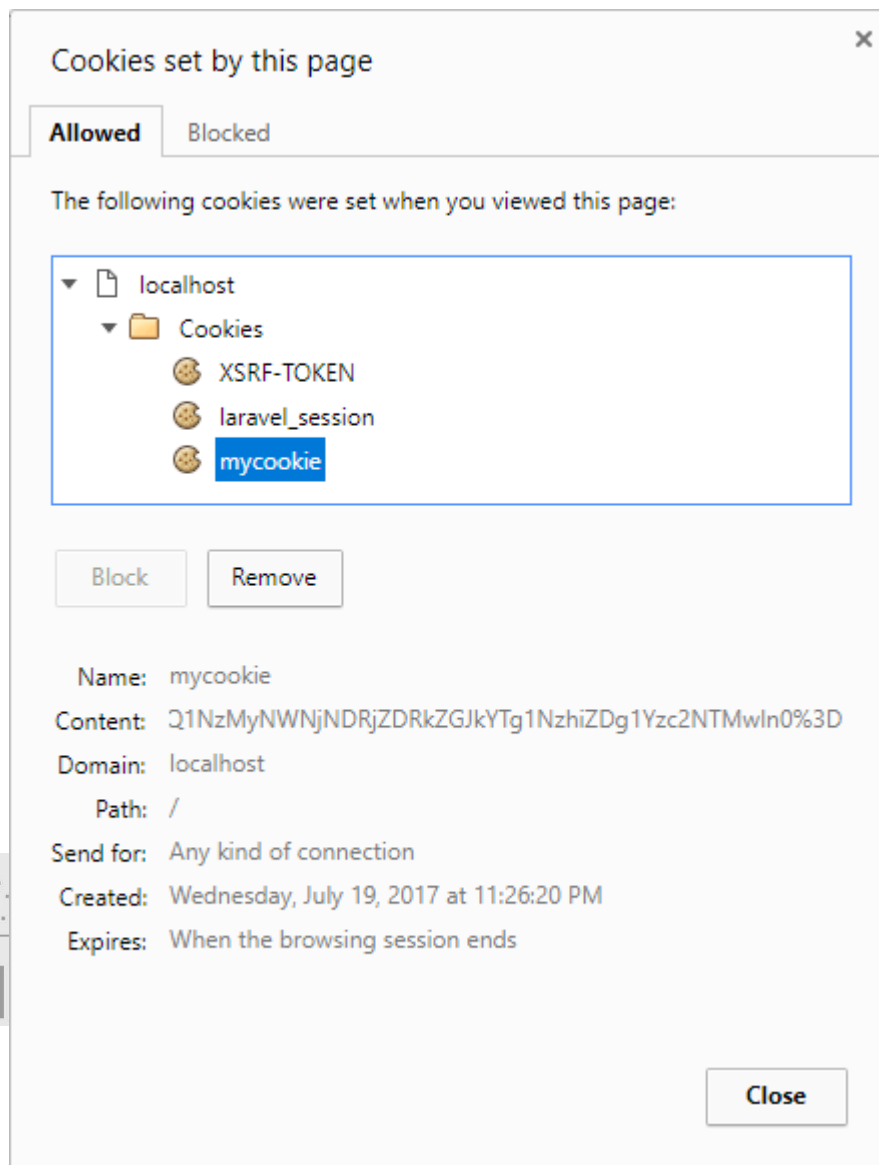 Cookies set by this page
Allowed Blocked
The following cookies were set when you viewed this page:
localhost
Cookies
XSRF-TOKEN
laravel_session
mycookie
Block Remove
Name: mycookie
Content: Q1NzMyNWNjNDRjZDRkZGJkYTg1NzhiZDg1Yzc2NTMwIn0%3D
Domain: localhost
Path: /
Send for: Any kind of connection
Created: Wednesday, July 19, 2017 at 11:26:20 PM
Expires: When the browsing session ends
Close